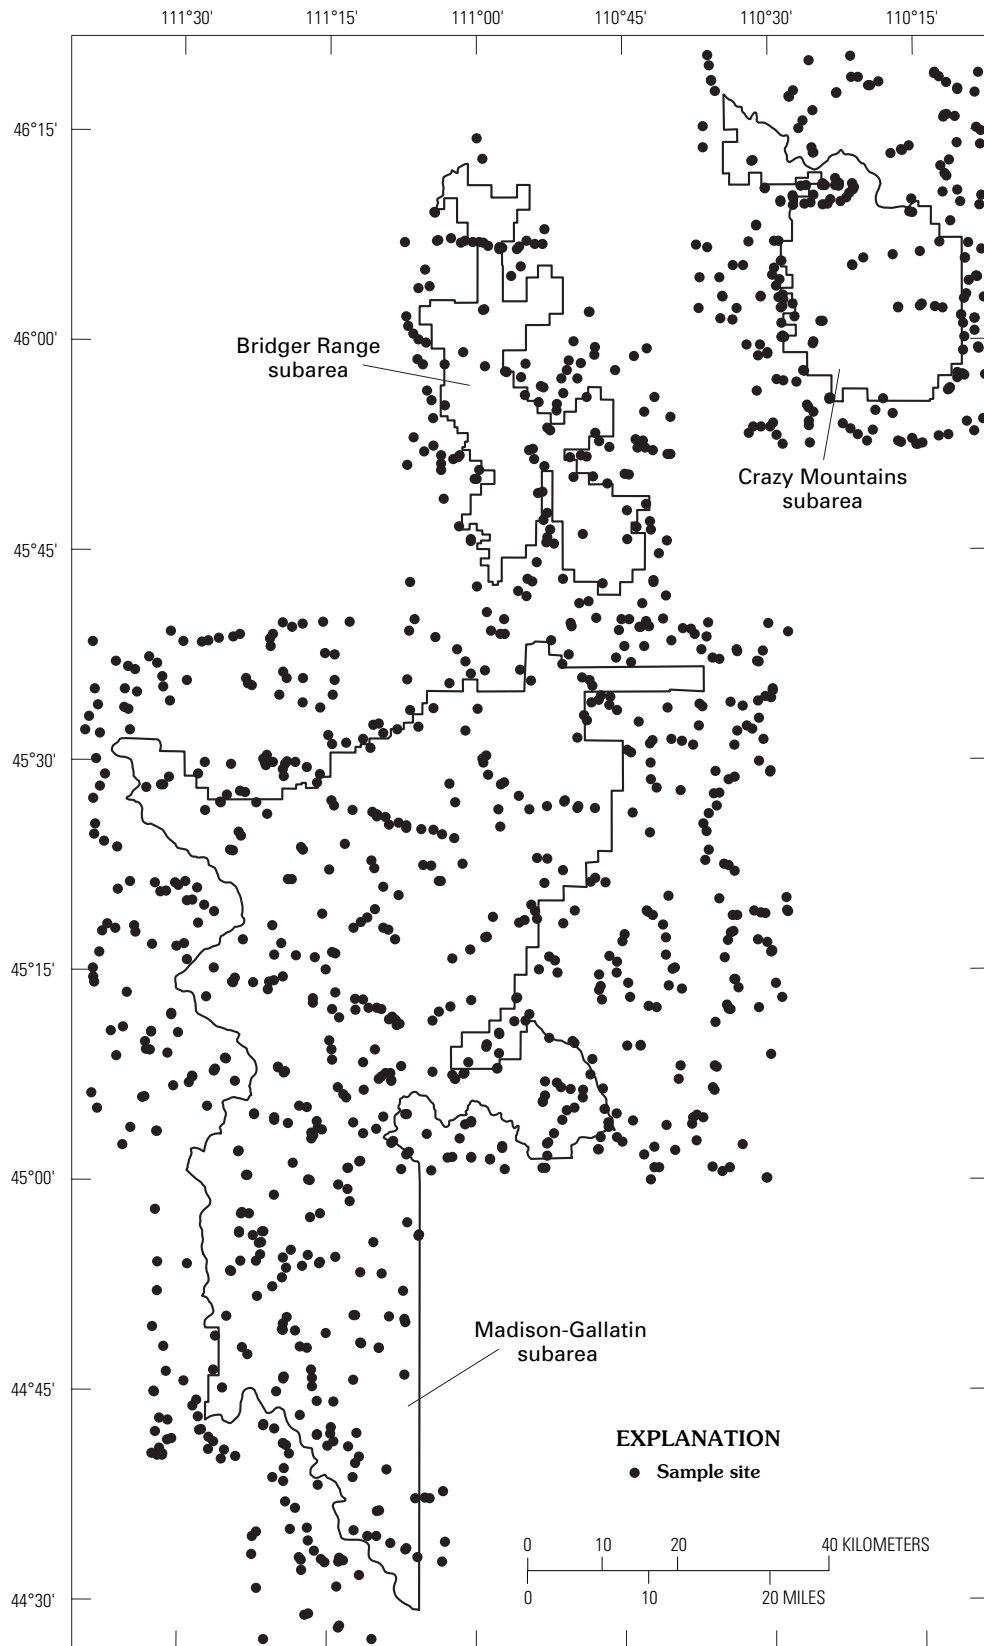 111°30' 111°15' 111°00' 110°45' 110°30' 110°15'
46°15'
46°00'
Bridger Range
subarea
Crazy Mountains
subarea
45°45'
45°30'
45°15'
45°00'
Madison-Gallatin
subarea
44°45'
EXPLANATION
Sample site
0 10 20 40 KILOMETERS
0 10 20 MILES
44°30'